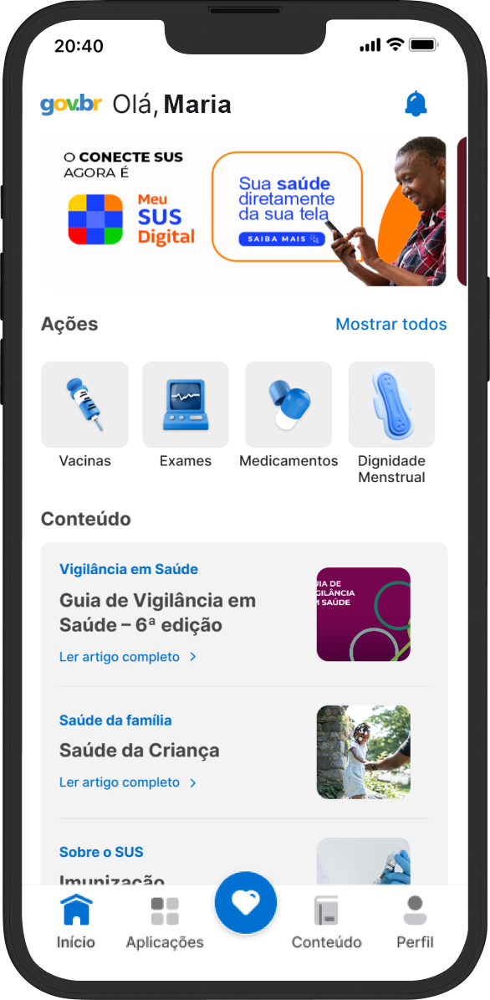 20:40
gov.br Olá, Maria
O CONECTE SUS
AGORA É
Meu
SUS
Digital
Sua saúde
diretamente
da sua tela
SAIBA MAIS
Ações
Mostrar todos
Vacinas
Exames
Medicamentos
Dignidade
Menstrual
Conteúdo
Vigilância em Saúde
Guia de Vigilância em
Saúde – 6ª edição
Ler artigo completo
UIA DE
GILÂNCIA
M SAÚDE
Saúde da família
Saúde da Criança
Ler artigo completo
Sobre o SUS
Imunização
Início
Aplicações
Conteúdo
Perfil